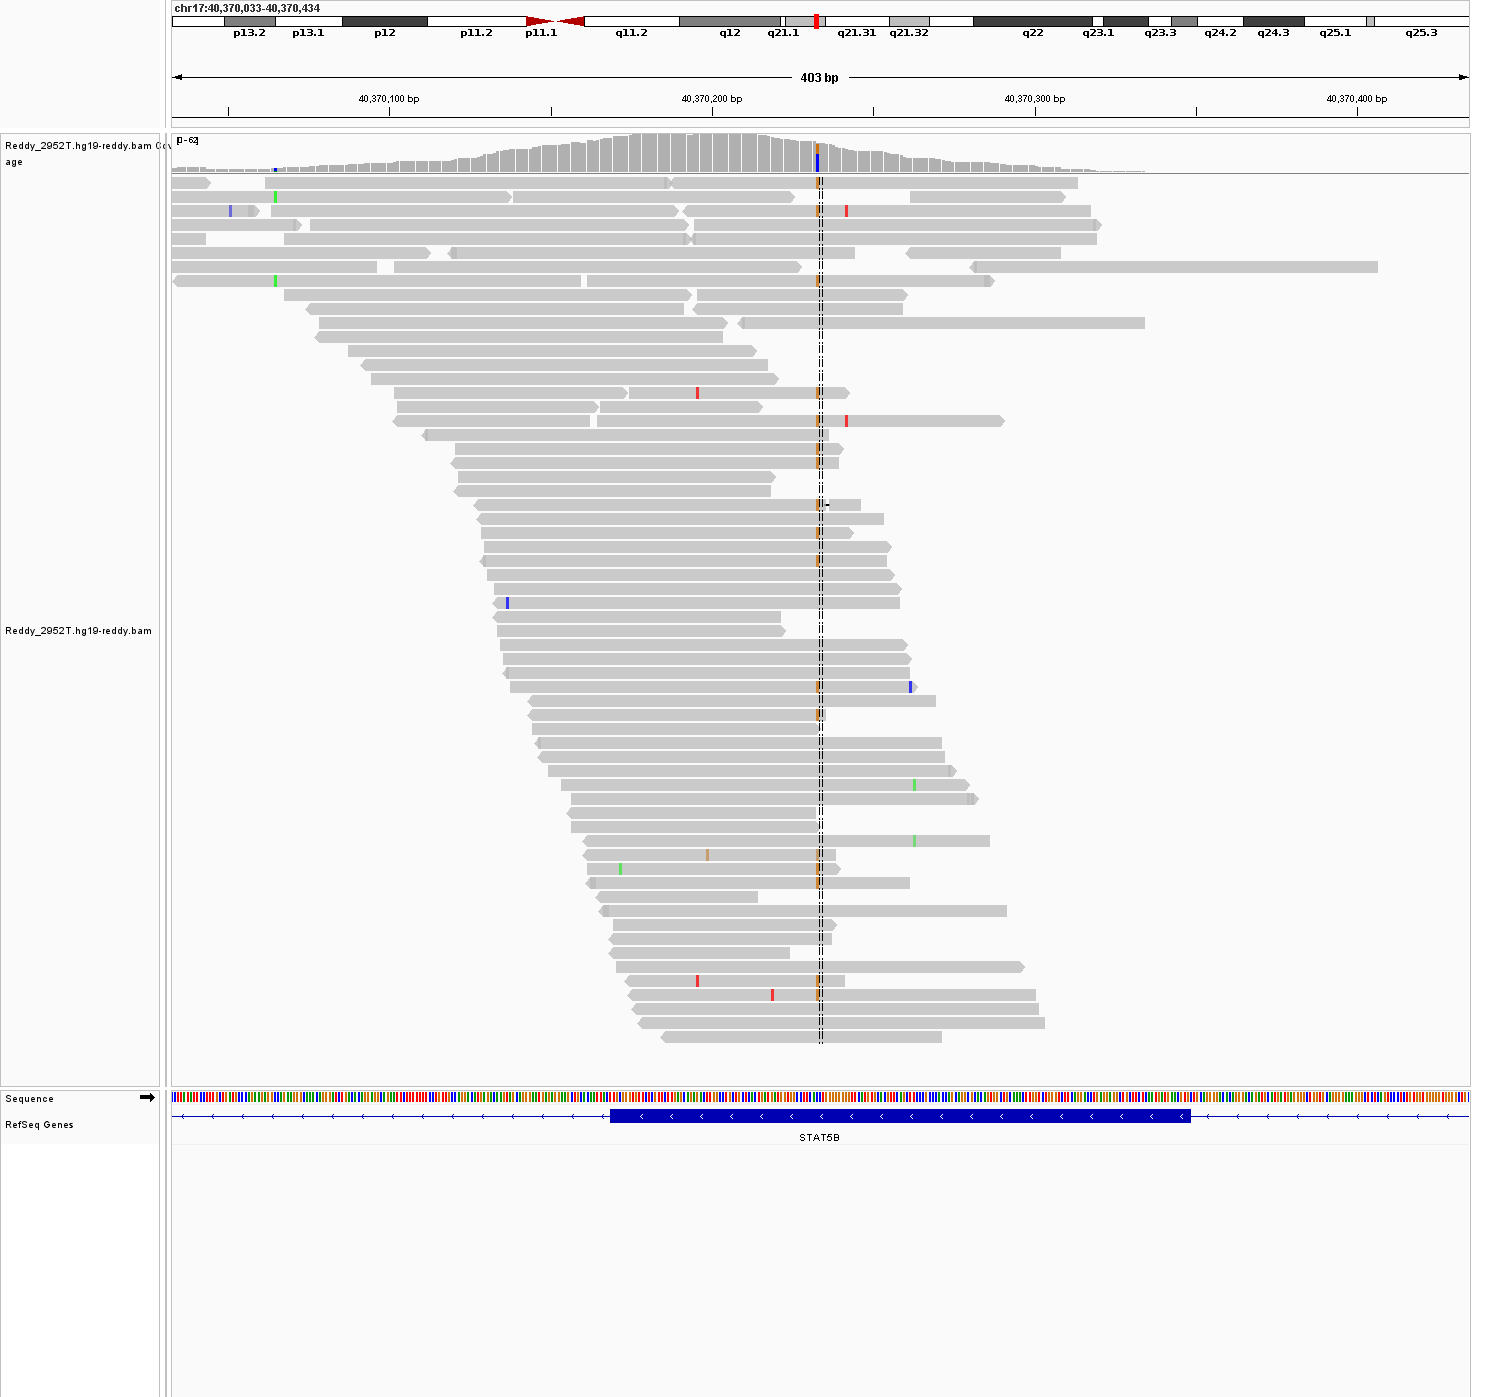 chr17:40,370,033-40,370,434
p13.2 p13.1 p12 p11.2 p11.1 q11.2 q12 q21.1 q21.31 q21.32 q22 q23.1 q23.3 q24.2 q24.3 q25.1 q25.3
403 bp
40,370,100 bp 40,370,200 bp 40,370,300 bp 40,370,400 bp
[0-62]
Reddy_2952T.hg19-reddy.bam Cov
age
Reddy_2952T.hg19-reddy.bam
Sequence
RefSeq Genes
STAT5B